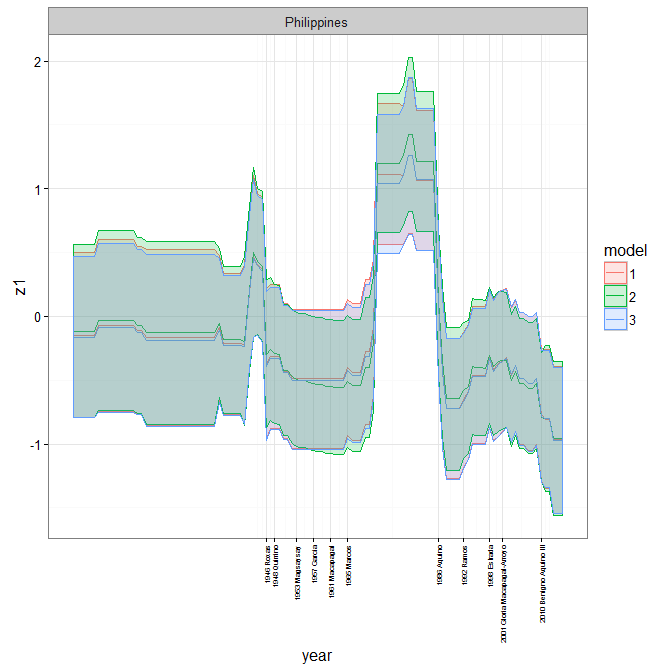 Philippines
z1
2
1
0
-1
1946 Roxas
1948 Quirino
1953 Magsaysay
1957 Garcia
1961 Macapagal
1965 Marcos
1986 Aquino
1992 Ramos
1998 Estrada
2001 Gloria Macapagal-Arroyo
2010 Benigno Aquino III
year
model
1
2
3